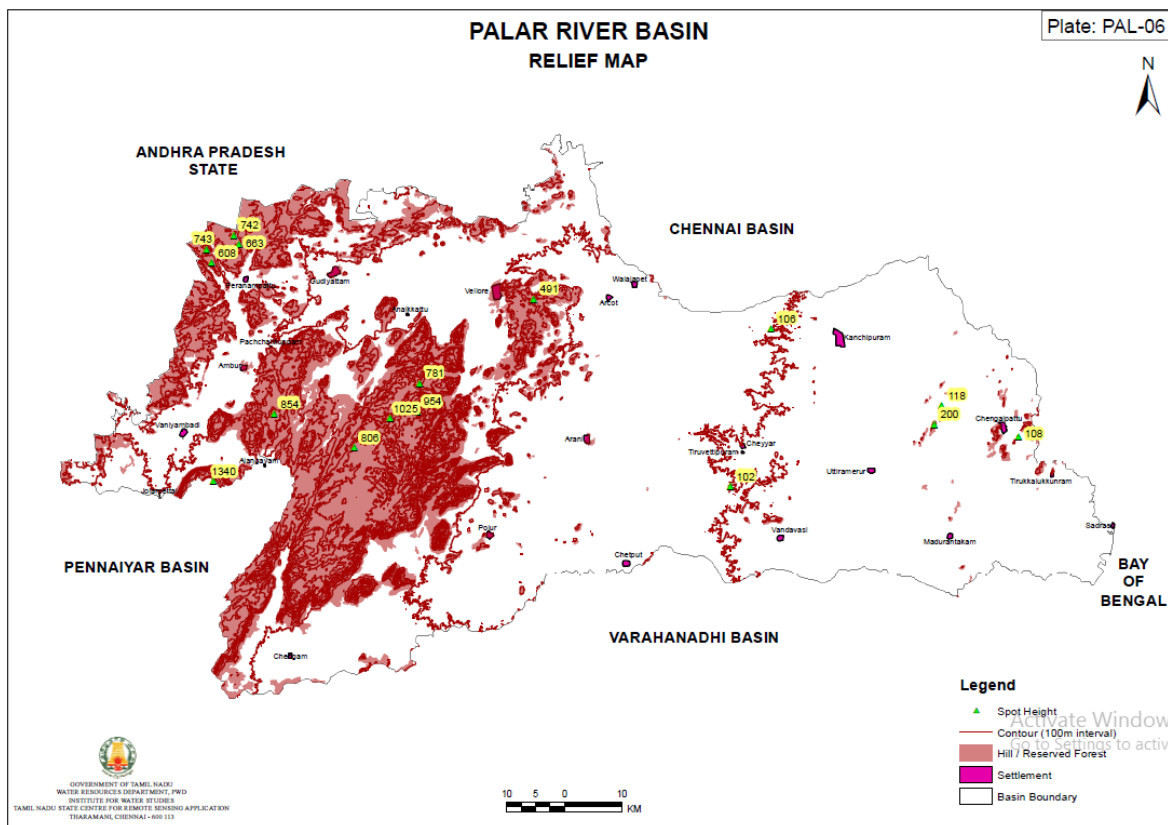 PALAR RIVER BASIN
RELIEF MAP
Plate: PAL-06
N
ANDHRA PRADESH
STATE
CHENNAI BASIN
742
743
663
608
Gudiyattam
Vellore
491
Walajapet
Arcot
Anaikkattu
106
Kanchipuram
Ambur
781
854
954
1025
118
200
Chengalpattu
108
Vaniyambadi
806
Arani
Cheyyar
Tiruvettipuram
Alangayam
1340
102
Uttiramerur
Tirukkalukkunram
Polur
Vandavasi
Madurantakam
Sadras
Chetput
PENNAIYAR BASIN
BAY
OF
BENGAL
VARAHANADHI BASIN
Chengam
Legend
Spot Height
Contour (100m interval)
Hill / Reserved Forest
Settlement
Basin Boundary
Activate Window
Go to Settings to activ
GOVERNMENT OF TAMIL NADU
WATER RESOURCES DEPARTMENT, PWD
INSTITUTE FOR WATER STUDIES
TAMIL NADU STATE CENTRE FOR REMOTE SENSING APPLICATION
THARAMANI, CHENNAI - 600 113
10 5 0 10
KM